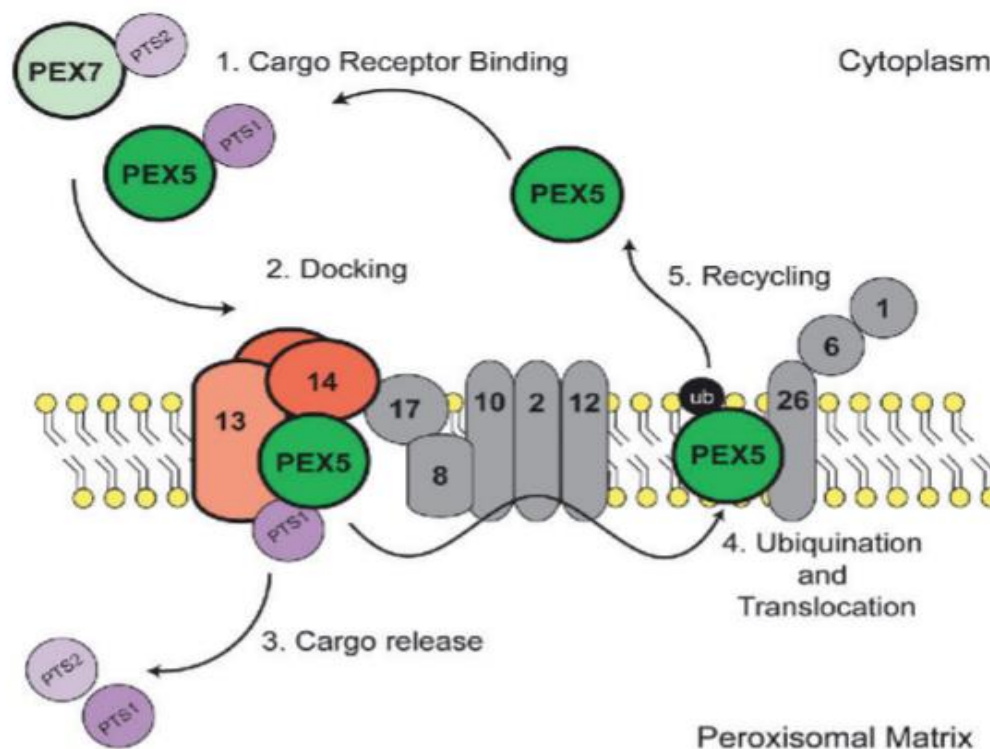 PTS2
PEX7
1. Cargo Receptor Binding
Cytoplasm
PTS1
PEX5
PEX5
2. Docking
5. Recycling
1
6
14
13
17
10
2
12
ub
26
PEX5
PEX5
8
PTS1
4. Ubiquination
and
Translocation
3. Cargo release
PTS2
PTS1
Peroxisomal Matrix